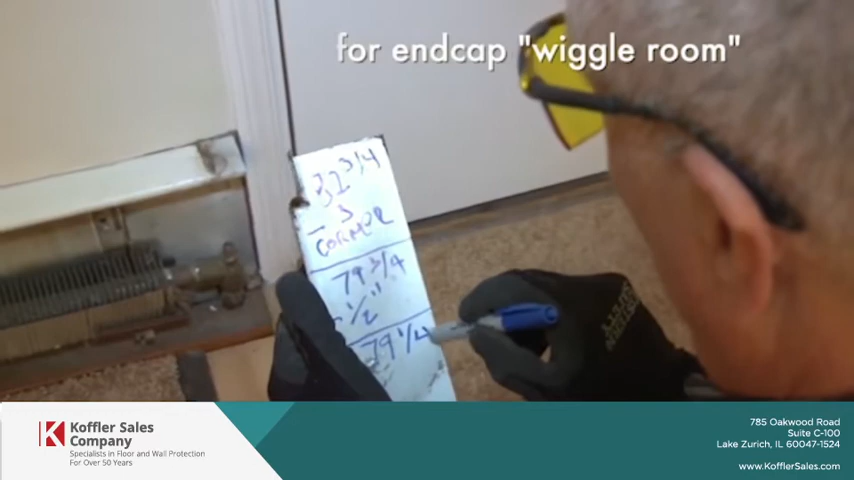 for endcap "wiggle room"
82 3/4
- 3
CORNER
79 3/4
- 1/2"
79 1/4
Koffler Sales
Company
Specialists in Floor and Wall Protection
For Over 50 Years
785 Oakwood Road
Suite C-100
Lake Zurich, IL 60047-1524
www.KofflerSales.com